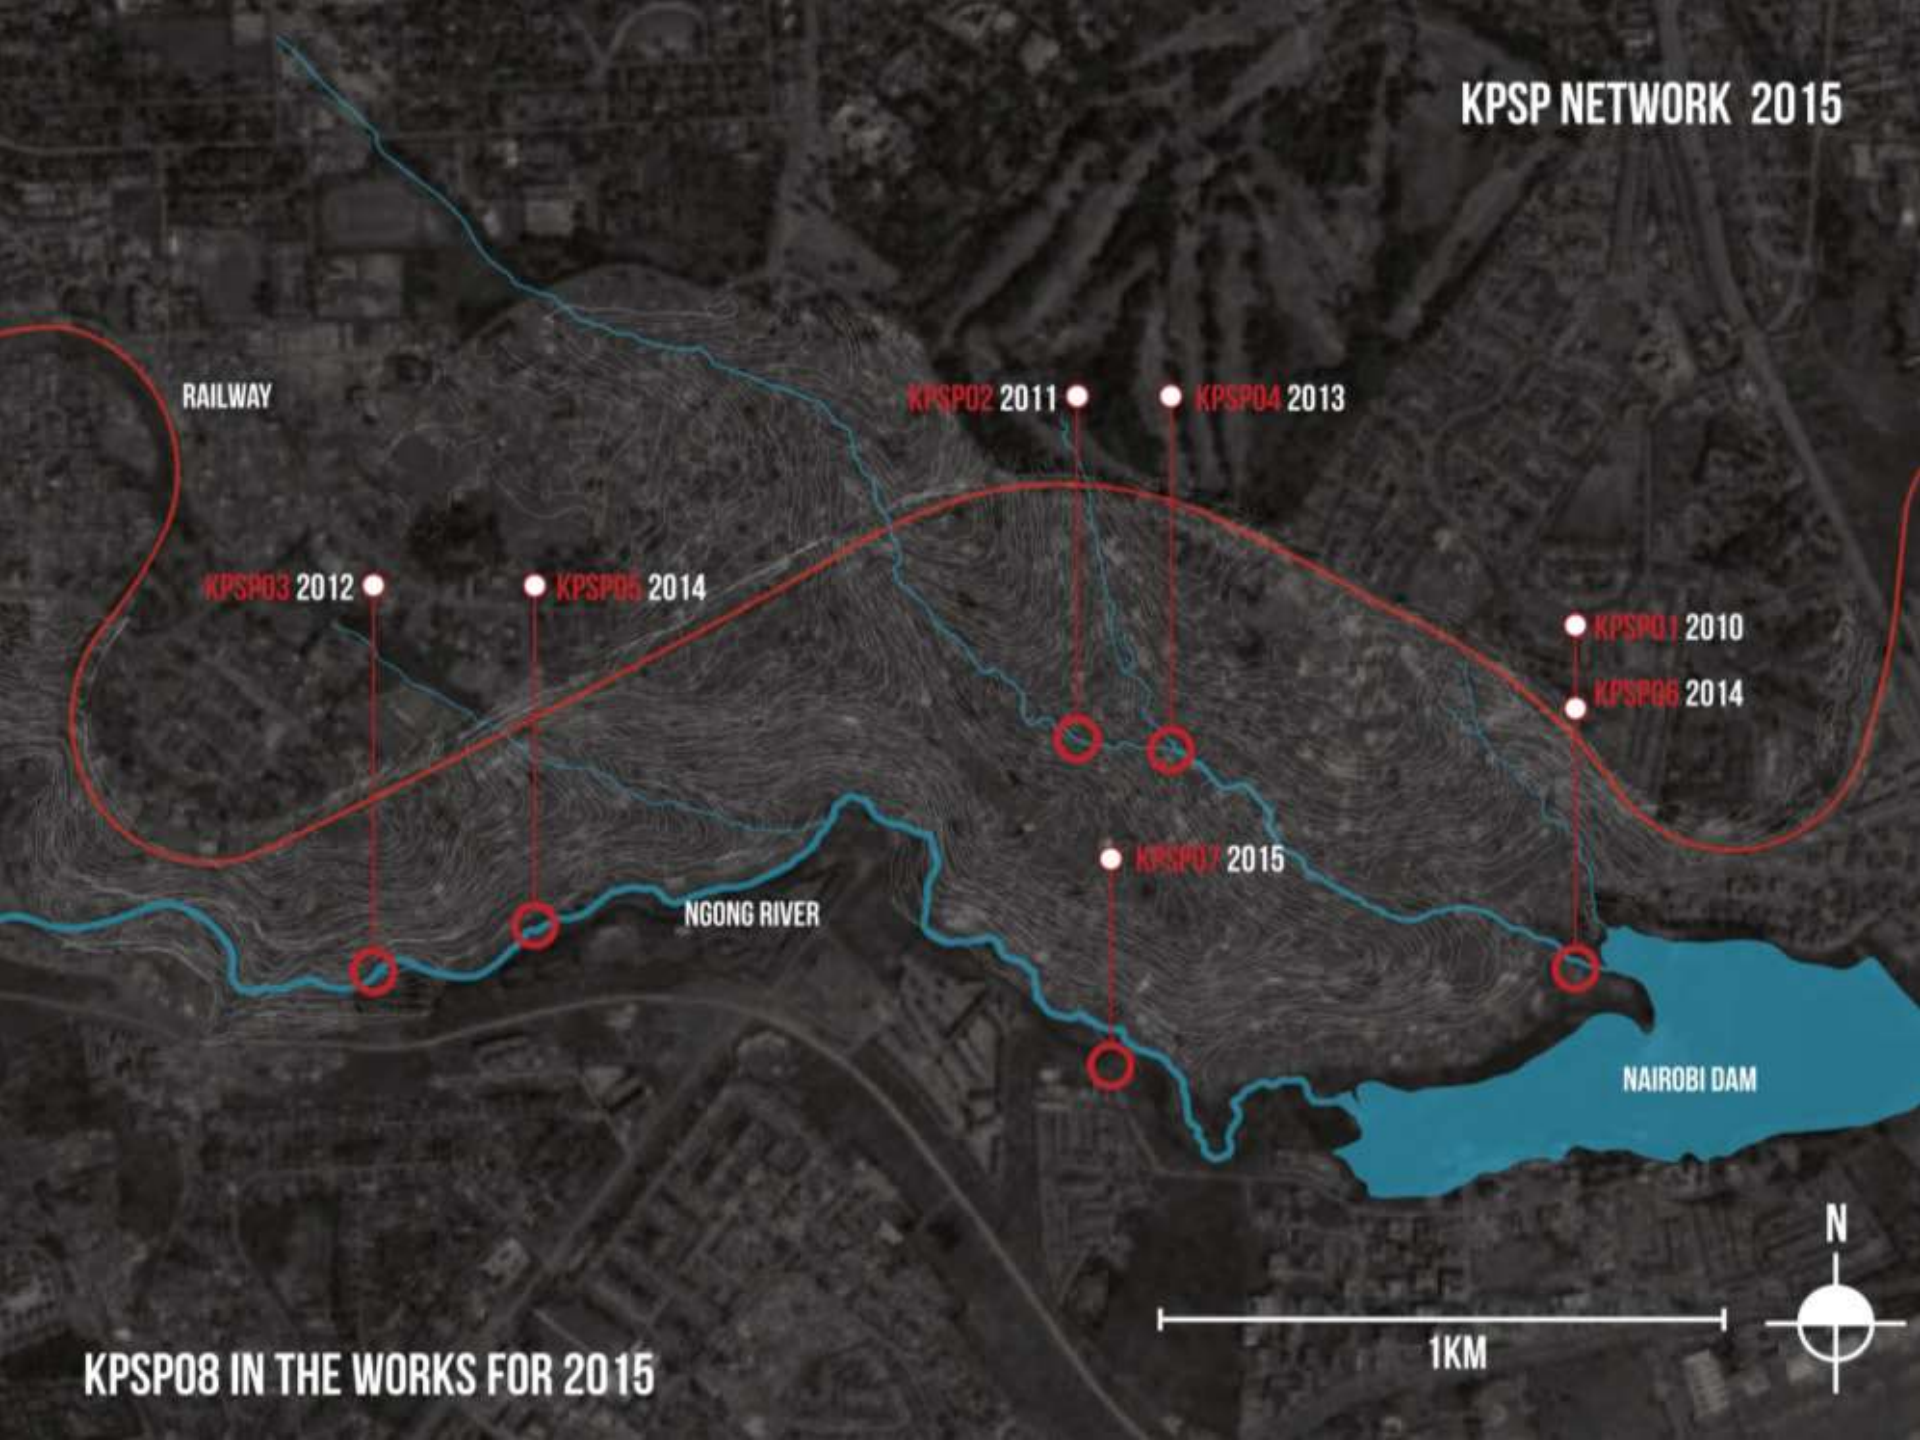 KPSP NETWORK 2015
RAILWAY
KPSP02 2011
KPSP04 2013
KPSP03 2012
KPSP05 2014
KPSP01 2010
KPSP06 2014
KPSP07 2015
NGONG RIVER
NAIROBI DAM
N
1KM
KPSP08 IN THE WORKS FOR 2015